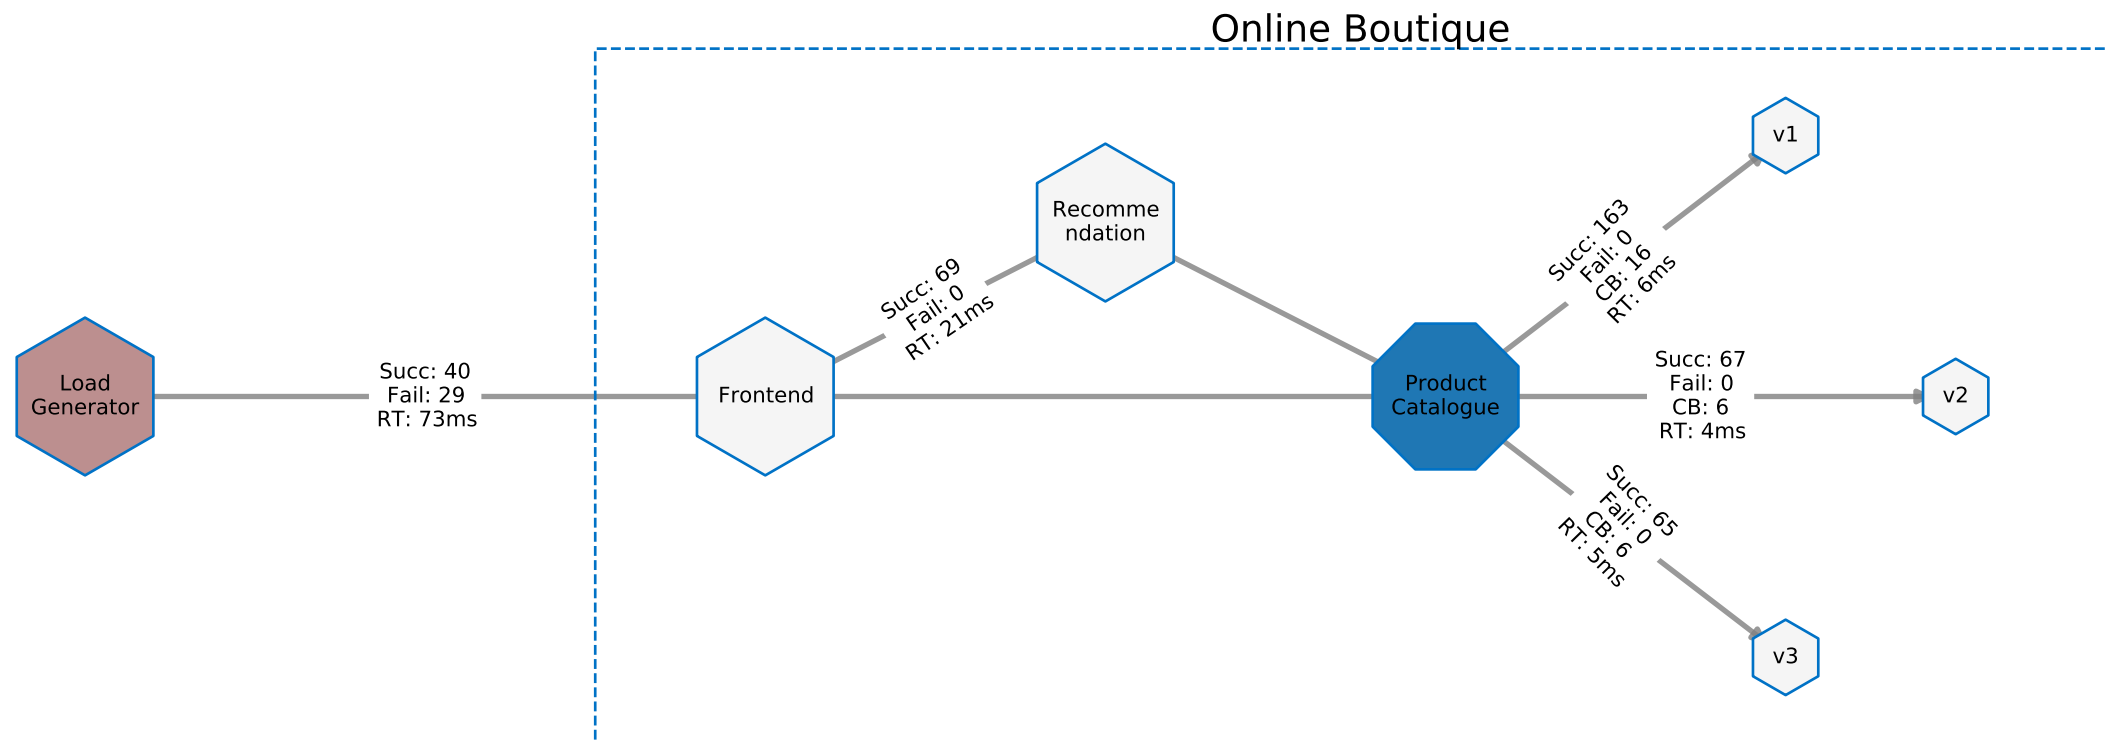 Online Boutique
Load
Generator
Succ: 40
Fail: 29
RT: 73ms
Frontend
Succ: 69
Fail: 0
RT: 21ms
Recomme
ndation
Product
Catalogue
Succ: 163
Fail: 0
CB: 16
RT: 6ms
v1
Succ: 67
Fail: 0
CB: 6
RT: 4ms
v2
Succ: 65
Fail: 0
CB: 6
RT: 5ms
v3